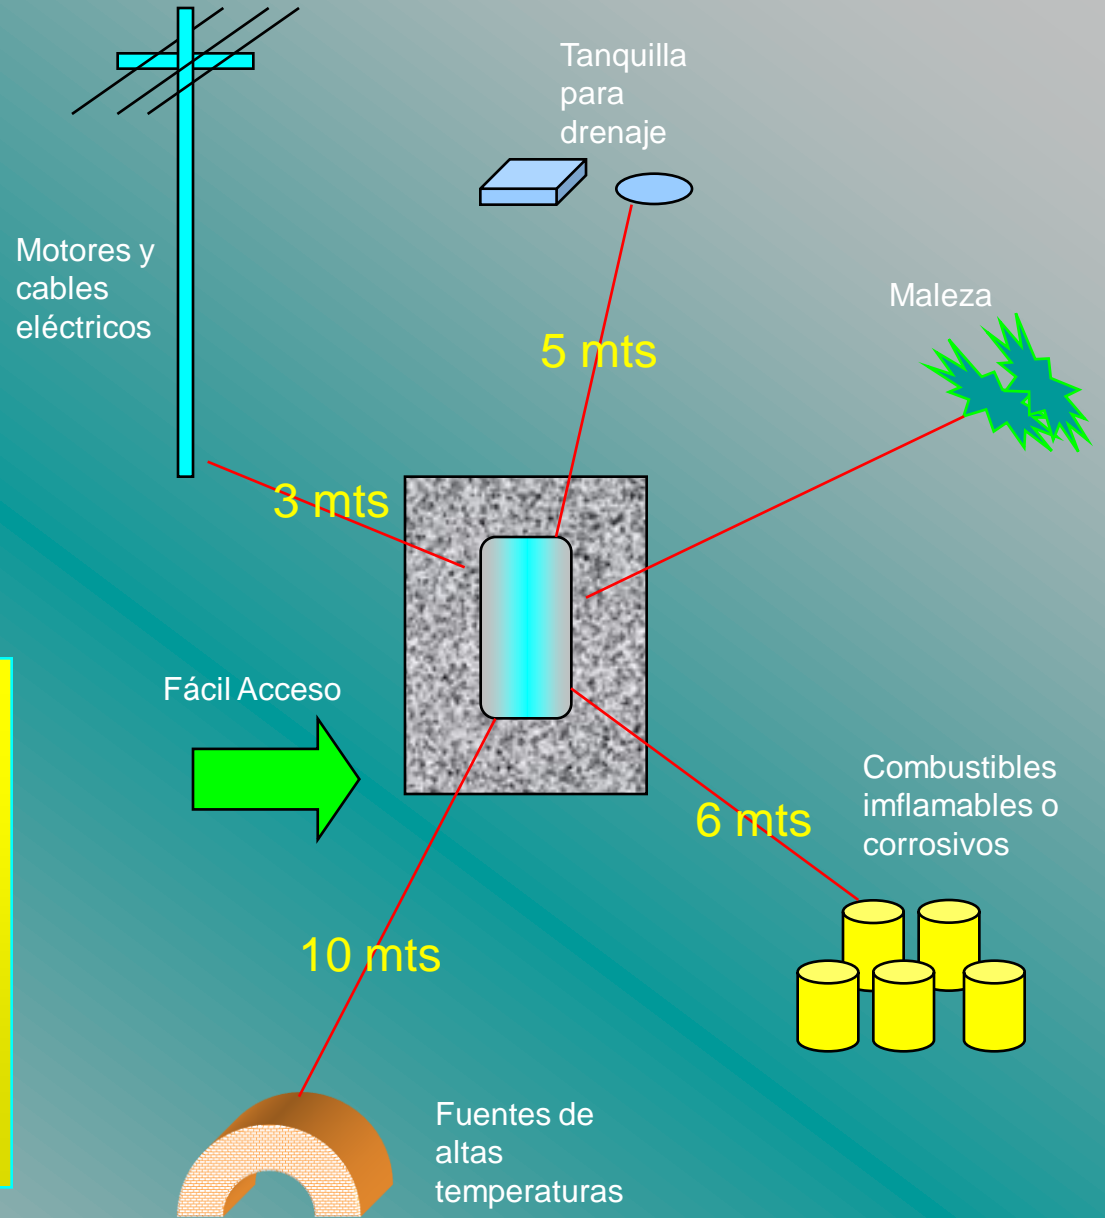 Tanquilla
para
drenaje
Motores y
cables
eléctricos
Maleza
5 mts
3 mts
Fácil Acceso
Combustibles
imflamables o
corrosivos
6 mts
10 mts
Fuentes de
altas
temperaturas